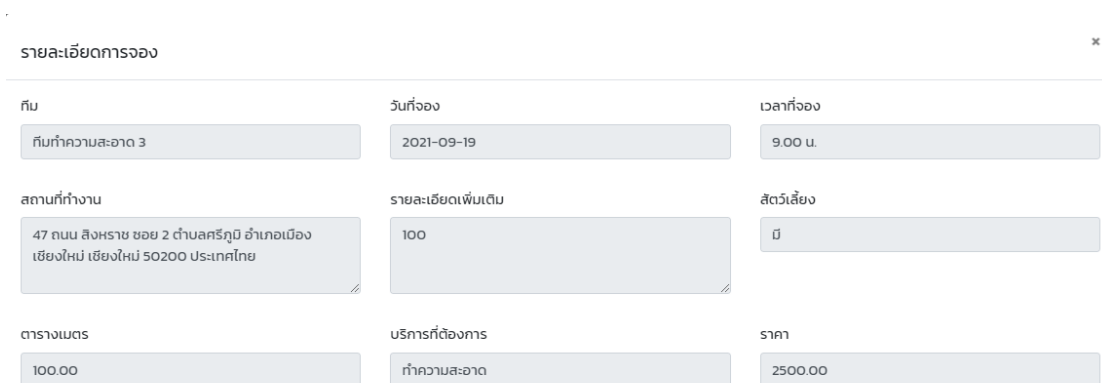 รายละเอียดการจอง
×
ทีม
วันที่จอง
เวลาที่จอง
ทีมทำความสะอาด 3
2021-09-19
9.00 น.
สถานที่ทำงาน
รายละเอียดเพิ่มเติม
สัตว์เลี้ยง
47 ถนน สิงหราช ซอย 2 ตำบลศรีภูมิ อำเภอเมือง
เชียงใหม่ เชียงใหม่ 50200 ประเทศไทย
100
มี
ตารางเมตร
บริการที่ต้องการ
ราคา
100.00
ทำความสะอาด
2500.00